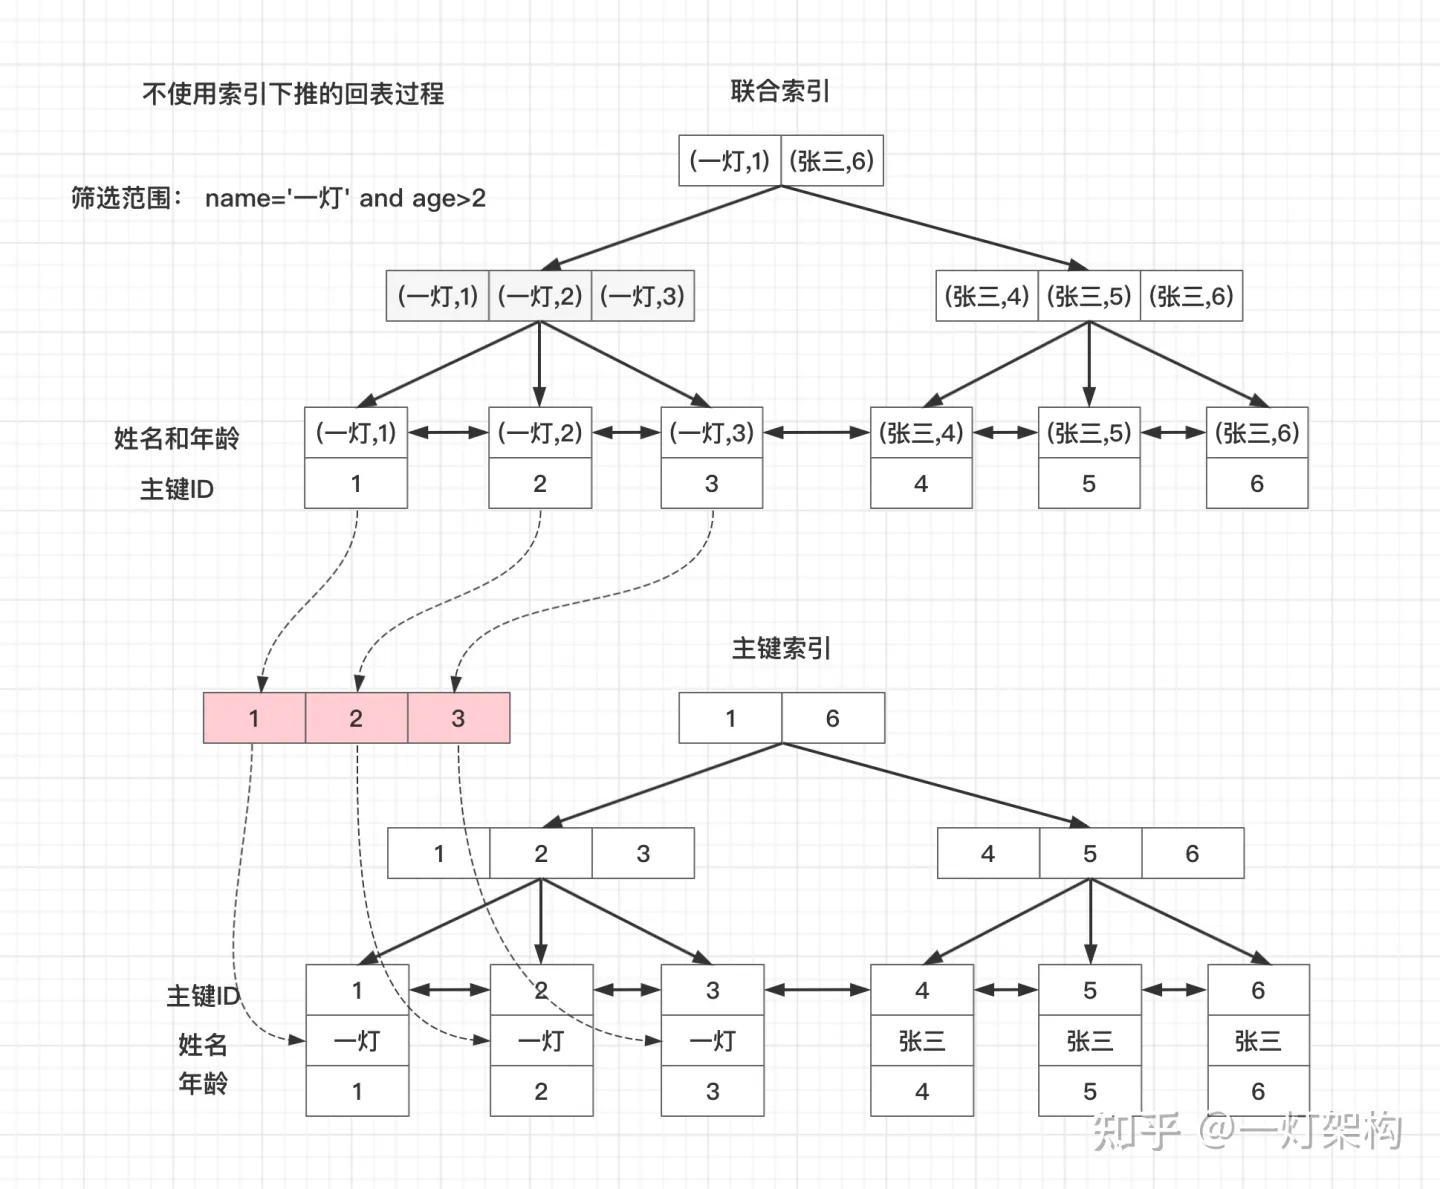 不使用索引下推的回表过程
联合索引
(一灯,1) (张三,6)
筛选范围： name='一灯' and age>2
(一灯,1) (一灯,2) (一灯,3) (张三,4) (张三,5) (张三,6)
姓名和年龄 (一灯,1) (一灯,2) (一灯,3) (张三,4) (张三,5) (张三,6)
主键ID 1 2 3 4 5 6
主键索引
1 2 3 1 6
1 2 3 4 5 6
主键ID 1 2 3 4 5 6
姓名 一灯 一灯 一灯 张三 张三 张三
年龄 1 2 3 4 5 6
知乎 @一灯架构